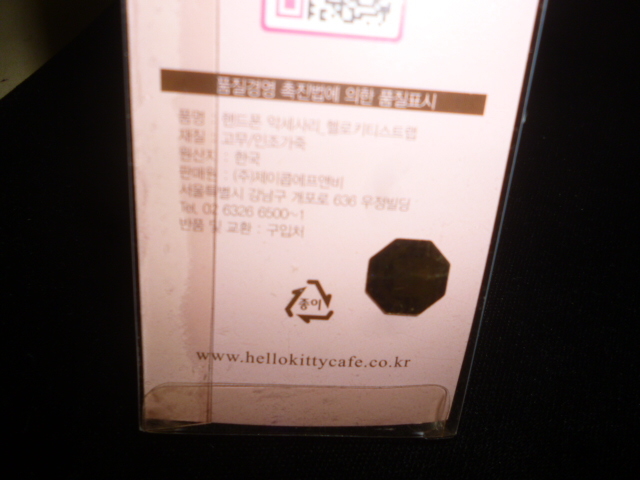 품질경영 촉진법에 의한 품질표시
품명 : 핸드폰 악세사리_헬로키티스트랩
재질 : 고무/인조가죽
원산지 : 한국
판매원 : (주)제이콤에프앤비
서울특별시 강남구 개포로 636 우정빌딩
Tel. 02 6326 6500~1
반품 및 교환 : 구입처
종이
www.hellokittycafe.co.kr